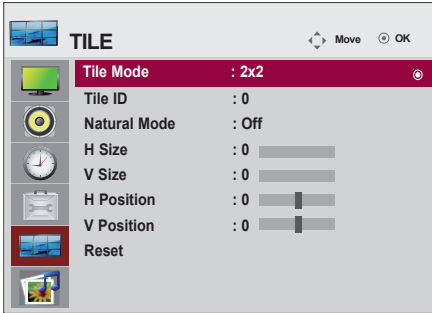 TILE Move OK
Tile Mode : 2x2
Tile ID : 0
Natural Mode : Off
H Size : 0
V Size : 0
H Position : 0
V Position : 0
Reset